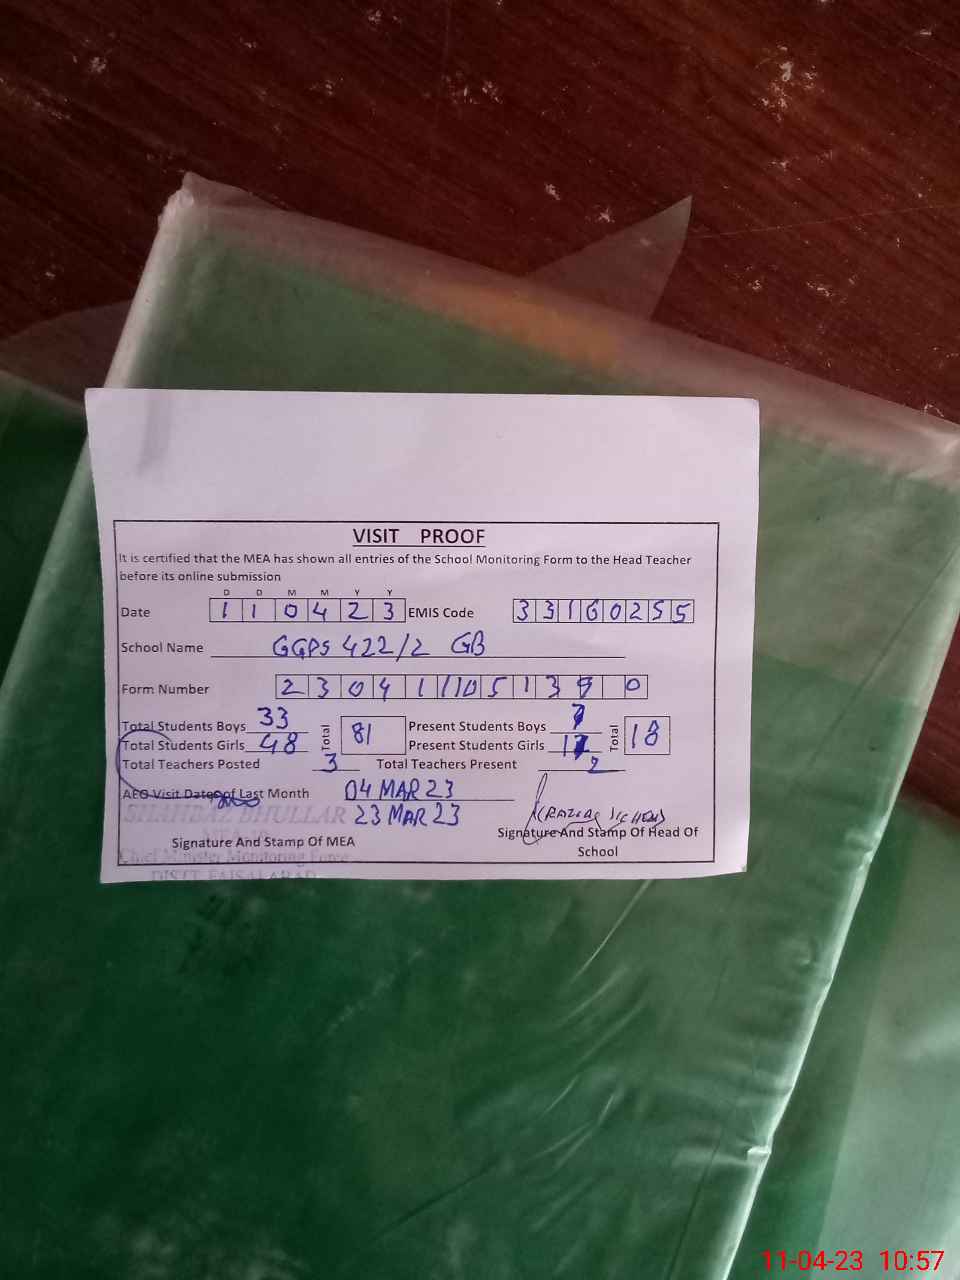 VISIT PROOF
It is certified that the MEA has shown all entries of the School Monitoring Form to the Head Teacher
before its online submission
D D M M Y Y
Date 1 1 0 4 2 3 EMIS Code 3 3 1 6 0 2 5 5
School Name GGPS 422/2 GB
Form Number 2 3 0 4 1 1 10 5 1 3 9 0
Total Students Boys 33 Total 81 Present Students Boys 7 Total 18
Total Students Girls 48 Present Students Girls 1
Total Teachers Posted 3 Total Teachers Present 2
AEO Visit Date of Last Month 04 MAR 23
SHAHBAZ BHULLAR 23 MAR 23
Signature And Stamp Of MEA Signature And Stamp Of Head Of
School
Chief Minister Monitoring Force
DISTT. FAISALABAD
11-04-23 10:57